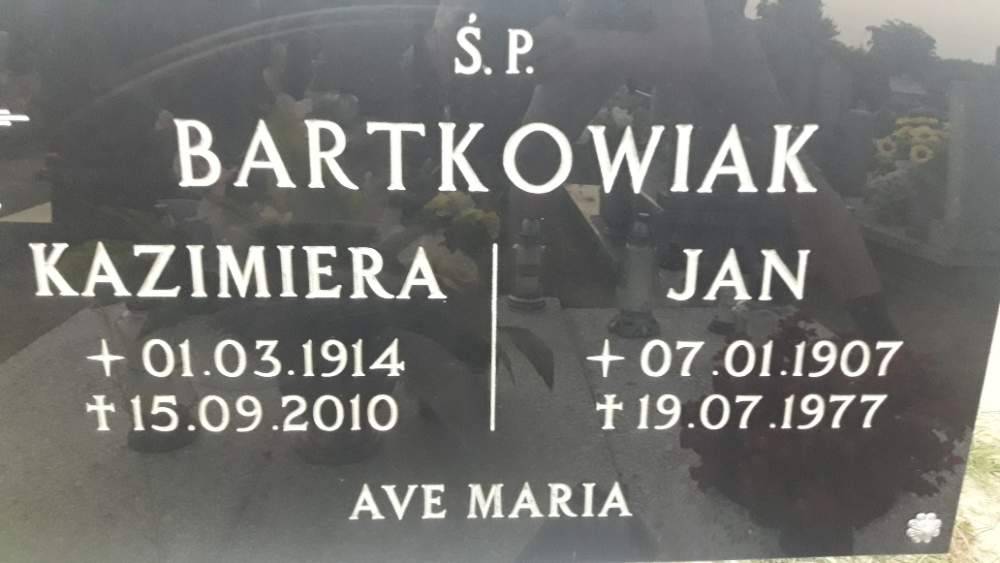 Ś. P.
BARTKOWIAK
KAZIMIERA
+ 01.03.1914
✝ 15.09.2010
JAN
+ 07.01.1907
✝ 19.07.1977
AVE MARIA